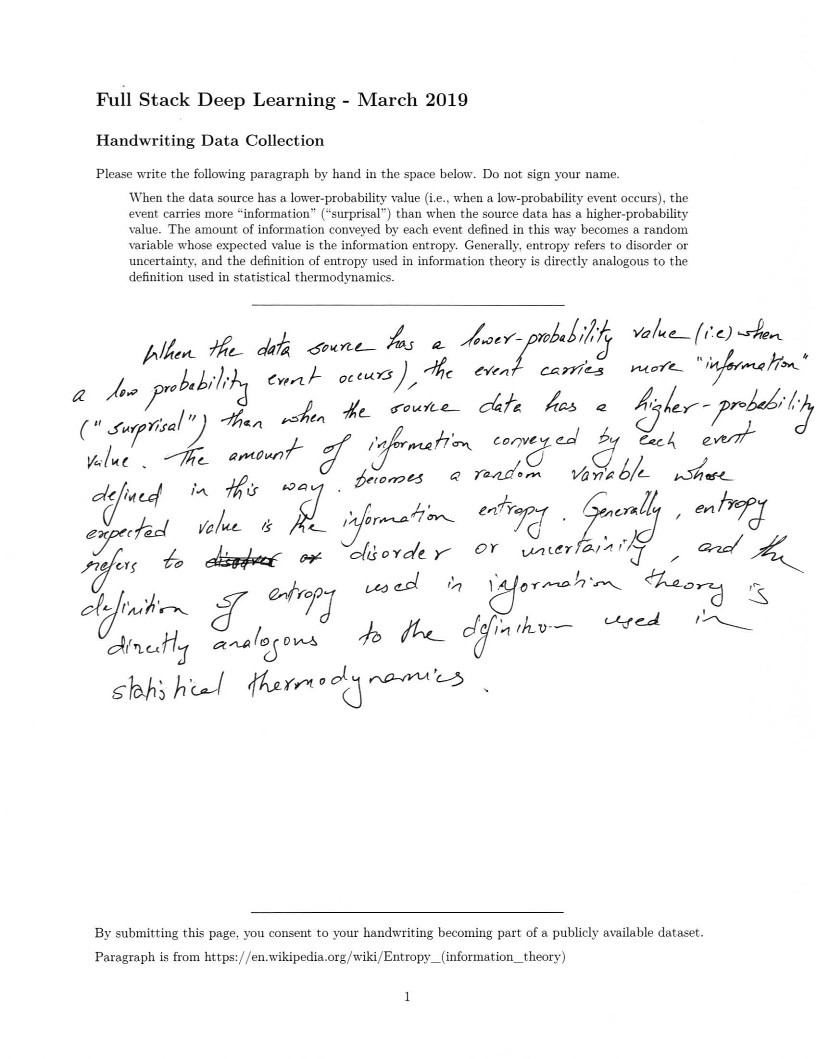 Full Stack Deep Learning - March 2019
Handwriting Data Collection
Please write the following paragraph by hand in the space below. Do not sign your name.
When the data source has a lower-probability value (i.e., when a low-probability event occurs), the
event carries more “information” (“surprisal”) than when the source data has a higher-probability
value. The amount of information conveyed by each event defined in this way becomes a random
variable whose expected value is the information entropy. Generally, entropy refers to disorder or
uncertainty, and the definition of entropy used in information theory is directly analogous to the
definition used in statistical thermodynamics.
When the data source has a lower-probability value (i.e) when
a low probability event occurs), the event carries more "information"
("surprisal") than when the source data has a higher-probability
value. The amount of information conveyed by each event
defined in this way. becomes a random variable whose
expected value is the information entropy. Generally, entropy
refers to disorder or uncertainity, and the
definition of entropy used in information theory is
directly analogous to the definition used in
statistical thermodynamics.
By submitting this page, you consent to your handwriting becoming part of a publicly available dataset.
Paragraph is from https://en.wikipedia.org/wiki/Entropy_(information_theory)
1